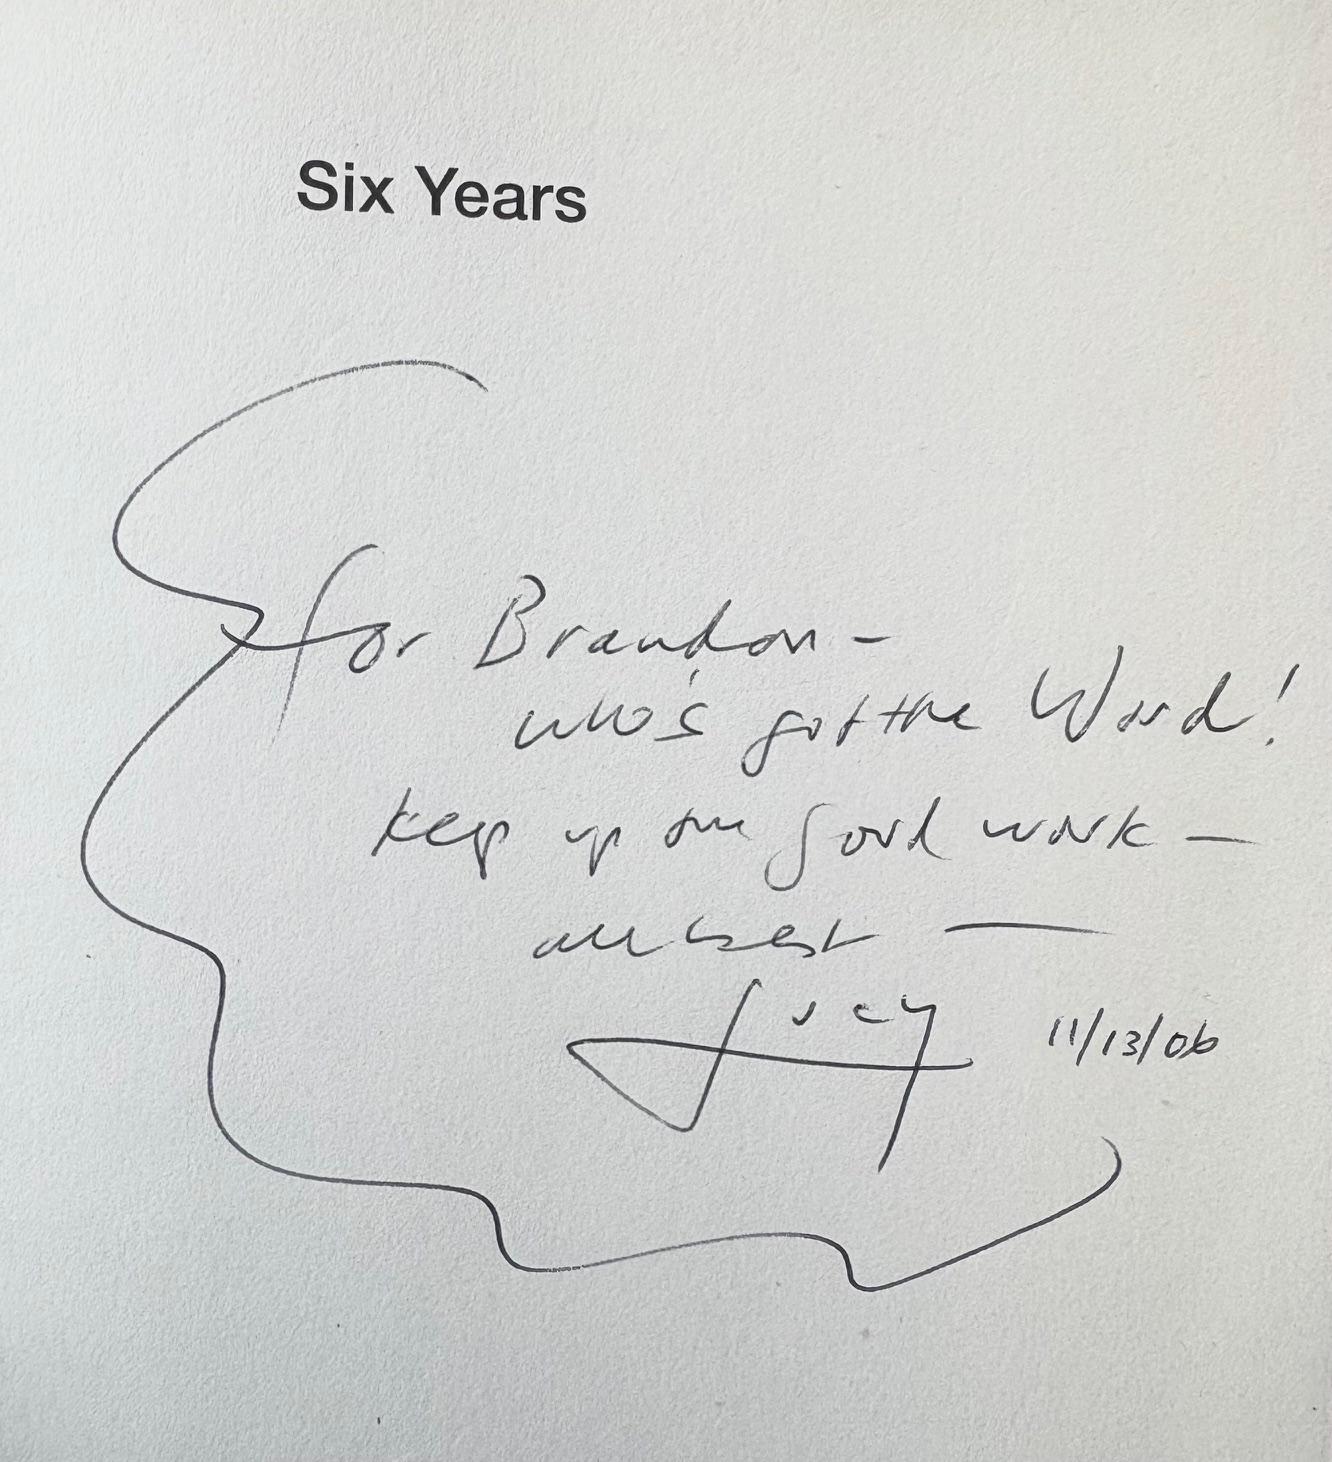 Six Years
for Brandon –
who's got the Word!
keep up the good work –
all best —
Lucy 11/13/06